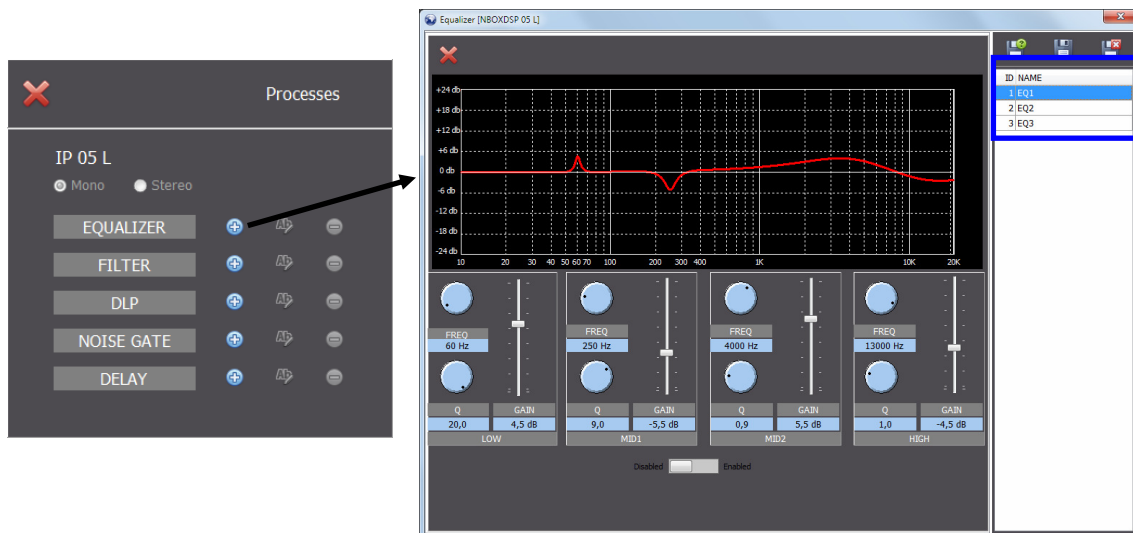 Processes
IP 05 L
Mono Stereo
EQUALIZER
FILTER
DLP
NOISE GATE
DELAY
Equalizer [NBOXDSP 05 L]
+24 db
+18 db
+12 db
+6 db
0 db
-6 db
-12 db
-18 db
-24 db
10 20 30 40 50 60 70 100 200 300 400 1K 10K 20K
FREQ FREQ FREQ FREQ
60 Hz 250 Hz 4000 Hz 13000 Hz
Q GAIN Q GAIN Q GAIN Q GAIN
20,0 4,5 dB 9,0 -5,5 dB 0,9 5,5 dB 1,0 -4,5 dB
LOW MID1 MID2 HIGH
Disabled Enabled
ID NAME
1 EQ1
2 EQ2
3 EQ3